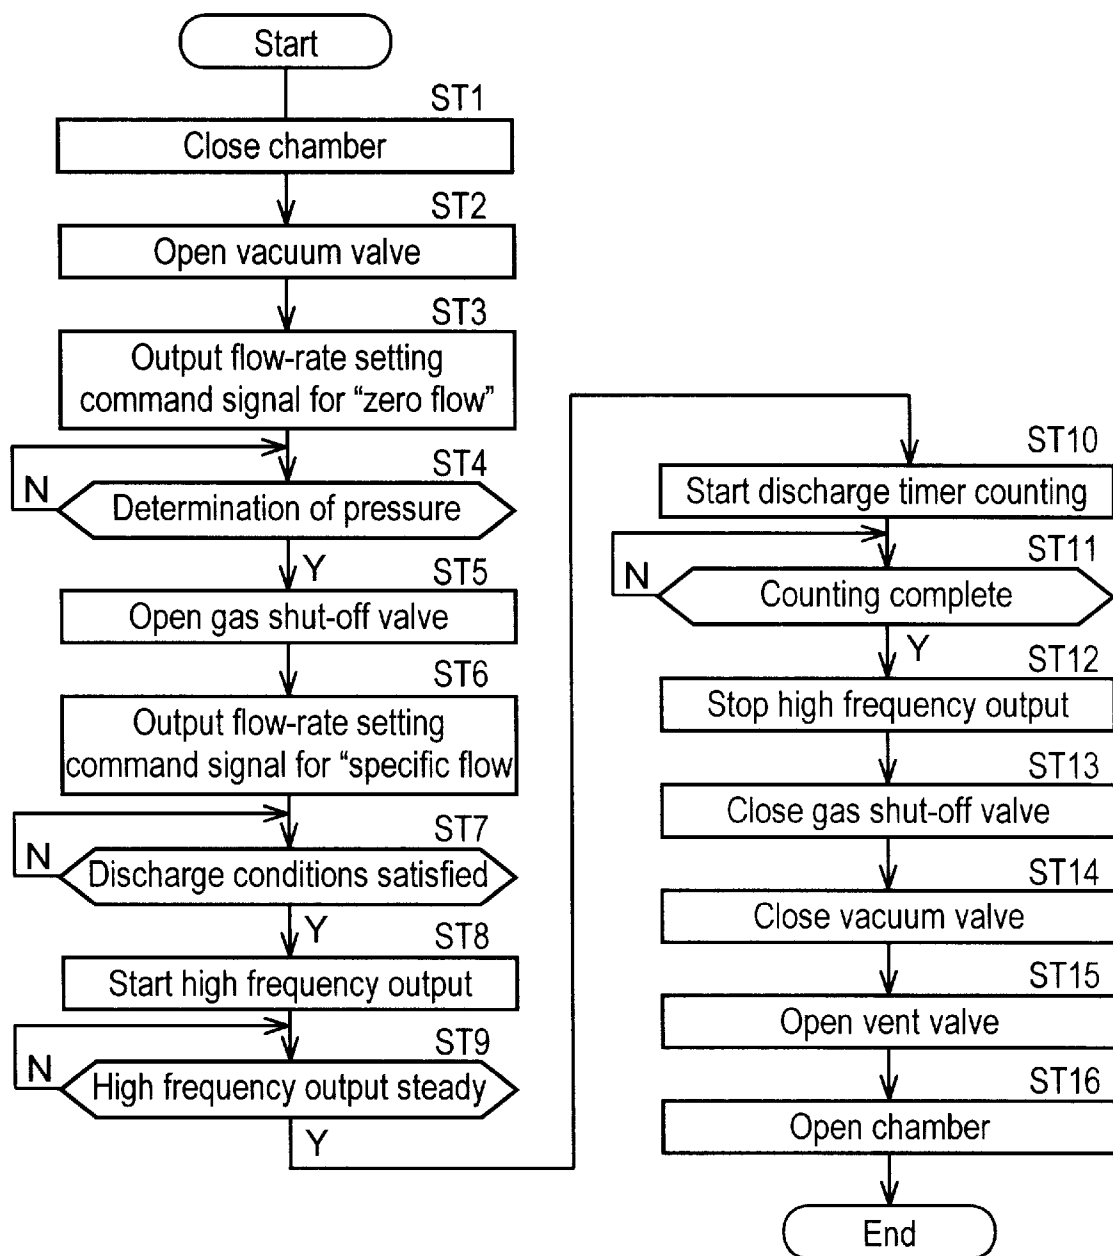 Start
ST1
Close chamber
ST2
Open vacuum valve
ST3
Output flow-rate setting
command signal for “zero flow”
ST4
N
Determination of pressure
Y
ST5
Open gas shut-off valve
ST6
Output flow-rate setting
command signal for “specific flow
ST7
N
Discharge conditions satisfied
Y
ST8
Start high frequency output
ST9
N
High frequency output steady
Y
ST10
Start discharge timer counting
ST11
N
Counting complete
Y
ST12
Stop high frequency output
ST13
Close gas shut-off valve
ST14
Close vacuum valve
ST15
Open vent valve
ST16
Open chamber
End